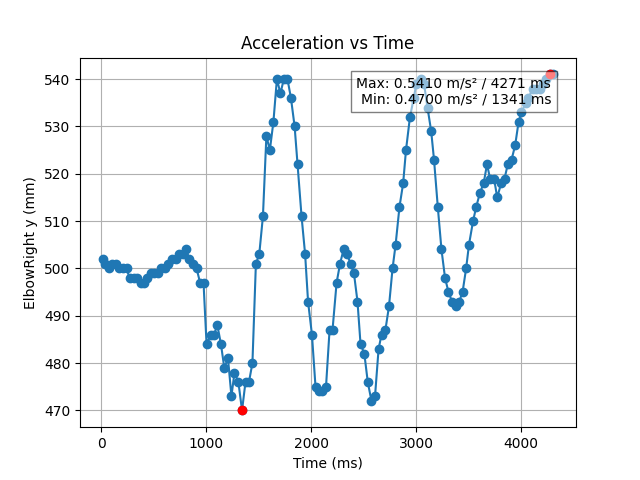 Acceleration vs Time
Max: 0.5410 m/s² / 4271 ms
Min: 0.4700 m/s² / 1341 ms
ElbowRight y (mm)
540
530
520
510
500
490
480
470
0 1000 2000 3000 4000
Time (ms)